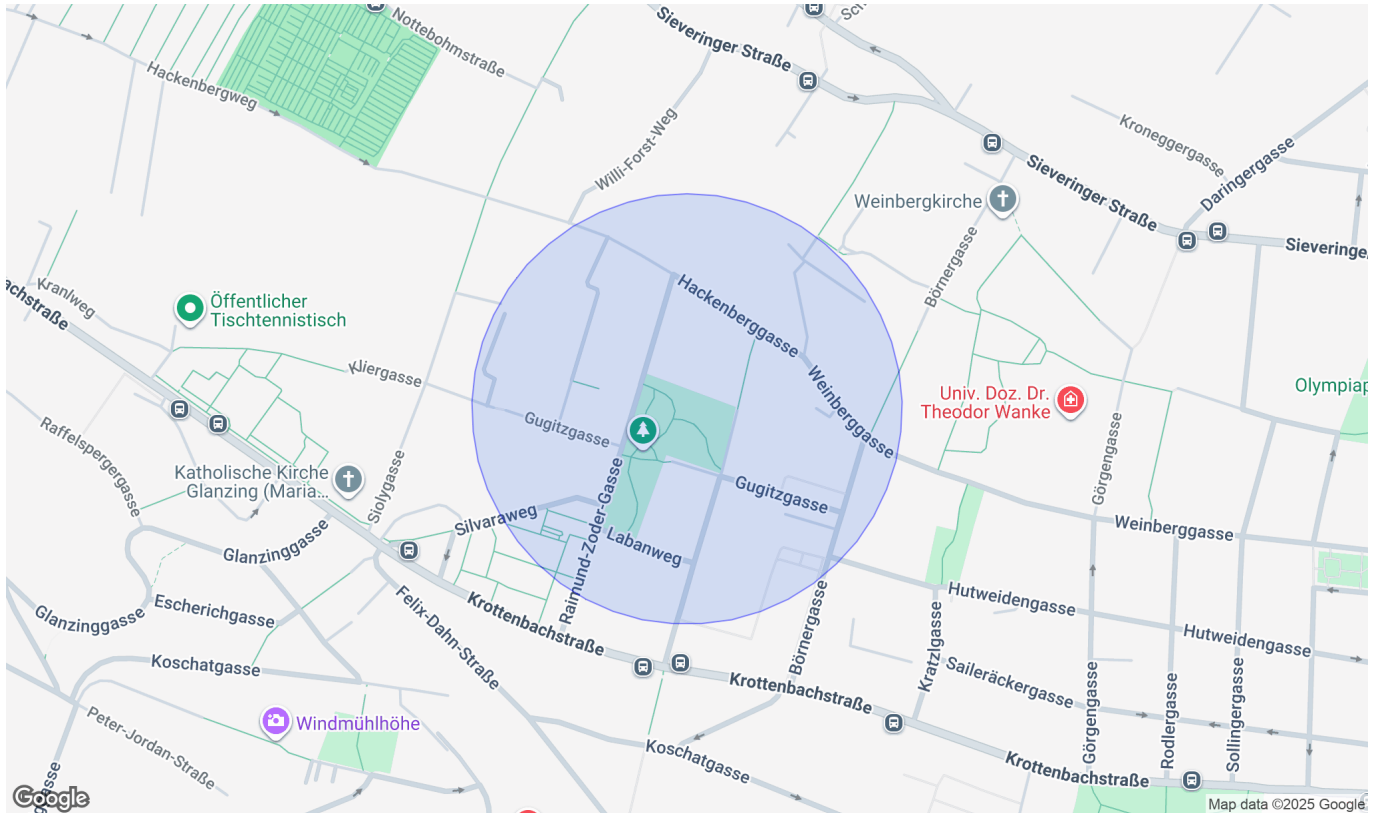 Nottebohmstraße
Sieveringer Straße
Hackenbergweg
Willi-Forst-Weg
Kroneggergasse
Daringergasse
Sieveringer Straße
Weinbergkirche
Börnergasse
Kranlweg
Öffentlicher
Tischtennistisch
Hackenberggasse
Kliergasse
Weinberggasse
Univ. Doz. Dr.
Theodor Wanke
Gugitzgasse
Raffelspergergasse
Katholische Kirche
Glanzing (Maria...
Siolygasse
Gugitzgasse
Görgengasse
Silvaraweg
Raimund-Zoder-Gasse
Weinberggasse
Glanzinggasse
Labanweg
Glanzinggasse
Escherichgasse
Felix-Dahn-Straße
Krottenbachstraße
Börnergasse
Hutweidengasse
Kratzlgasse
Hutweidengasse
Koschatgasse
Saileräckergasse
Krottenbachstraße
Görgengasse
Rodlergasse
Sollingergasse
Windmühlhöhe
Peter-Jordan-Straße
Koschatgasse
Krottenbachstraße
Google
Map data ©2025 Google